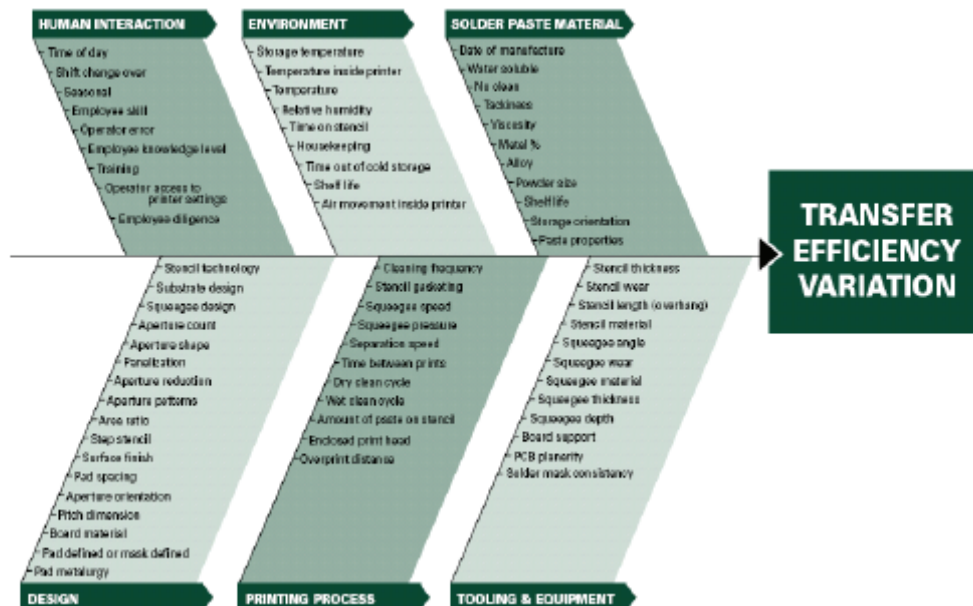 HUMAN INTERACTION
Time of day
Shift change over
Seasonal
Employee skill
Operator error
Employee knowledge level
Training
Operator access to
printer settings
Employee diligence
ENVIRONMENT
Storage temperature
Temperature inside printer
Temperature
Relative humidity
Time on stencil
Housekeeping
Time out of cold storage
Shelf life
Air movement inside printer
SOLDER PASTE MATERIAL
Date of manufacture
Water soluble
No clean
Tackiness
Viscosity
Metal %
Alloy
Powder size
Shelf life
Storage orientation
Paste properties
TRANSFER
EFFICIENCY
VARIATION
Stencil technology
Substrate design
Squeegee design
Aperture count
Aperture shape
Panelization
Aperture reduction
Aperture patterns
Area ratio
Step stencil
Surface finish
Pad spacing
Aperture orientation
Pitch dimension
Board material
Pad defined or mask defined
Pad metalurgy
DESIGN
Cleaning frequency
Stencil gasketing
Squeegee speed
Squeegee pressure
Separation speed
Time between prints
Dry clean cycle
Wet clean cycle
Amount of paste on stencil
Enclosed print head
Overprint distance
PRINTING PROCESS
Stencil thickness
Stencil wear
Stencil length (overhang)
Stencil material
Squeegee angle
Squeegee wear
Squeegee material
Squeegee thickness
Squeegee depth
Board support
PCB planerity
Solder mask consistency
TOOLING & EQUIPMENT